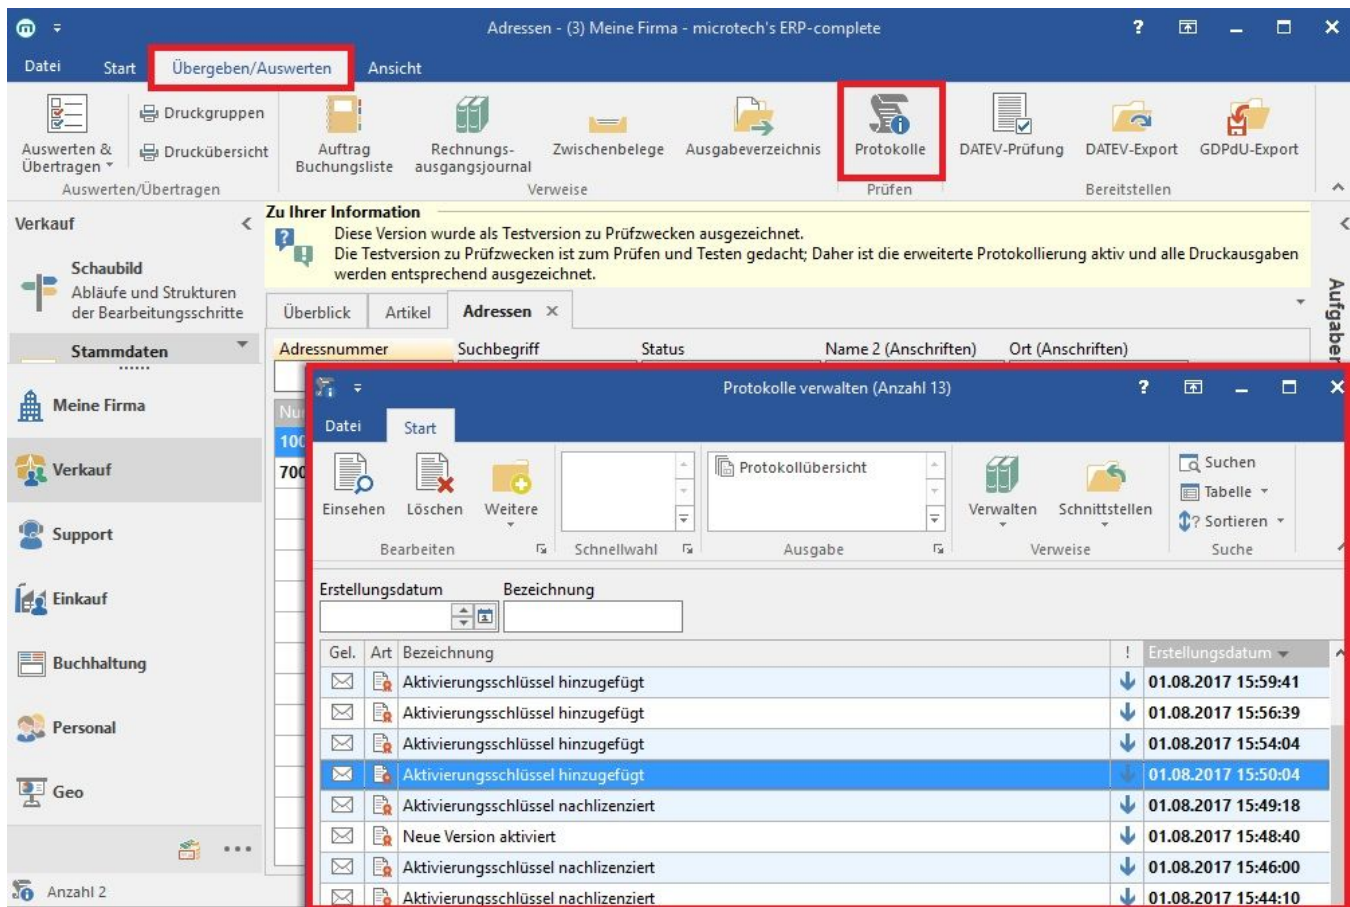 Adressen - (3) Meine Firma - microtech's ERP-complete
Datei Start Übergeben/Auswerten Ansicht
Auswerten & Übertragen
Druckgruppen
Druckübersicht
Auftrag Buchungsliste
Rechnungs-ausgangsjournal
Zwischenbelege
Ausgabeverzeichnis
Protokolle
DATEV-Prüfung
DATEV-Export
GDPdU-Export
Auswerten/Übertragen
Verweise
Prüfen
Bereitstellen
Verkauf
Schaubild
Abläufe und Strukturen
der Bearbeitungsschritte
Stammdaten
Meine Firma
Verkauf
Support
Einkauf
Buchhaltung
Personal
Geo
Anzahl 2
Zu Ihrer Information
Diese Version wurde als Testversion zu Prüfzwecken ausgezeichnet.
Die Testversion zu Prüfzwecken ist zum Prüfen und Testen gedacht; Daher ist die erweiterte Protokollierung aktiv und alle Druckausgaben
werden entsprechend ausgezeichnet.
Überblick Artikel Adressen
Adressnummer Suchbegriff Status Name 2 (Anschriften) Ort (Anschriften)
Nu
100
700
Aufgaben
Protokolle verwalten (Anzahl 13)
Datei Start
Einsehen Löschen Weitere
Protokollübersicht
Verwalten Schnittstellen
Suchen
Tabelle
Sortieren
Bearbeiten Schnellwahl Ausgabe Verweise Suche
Erstellungsdatum Bezeichnung
Gel. Art Bezeichnung ! Erstellungsdatum
Aktivierungsschlüssel hinzugefügt 01.08.2017 15:59:41
Aktivierungsschlüssel hinzugefügt 01.08.2017 15:56:39
Aktivierungsschlüssel hinzugefügt 01.08.2017 15:54:04
Aktivierungsschlüssel hinzugefügt 01.08.2017 15:50:04
Aktivierungsschlüssel nachlizenziert 01.08.2017 15:49:18
Neue Version aktiviert 01.08.2017 15:48:40
Aktivierungsschlüssel nachlizenziert 01.08.2017 15:46:00
Aktivierungsschlüssel nachlizenziert 01.08.2017 15:44:10